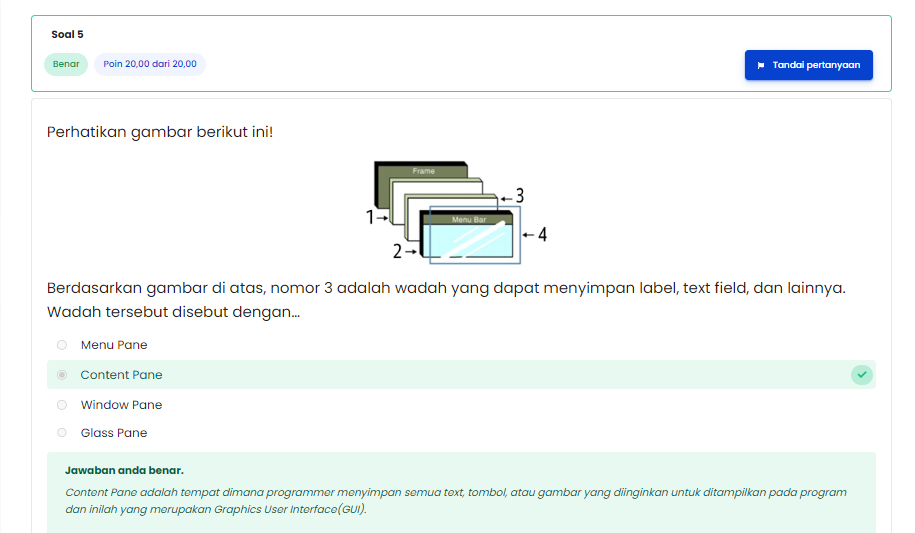 Soal 5
Benar
Poin 20,00 dari 20,00
Tandai pertanyaan
Perhatikan gambar berikut ini!
Frame
3
1
Menu Bar
4
2
Berdasarkan gambar di atas, nomor 3 adalah wadah yang dapat menyimpan label, text field, dan lainnya.
Wadah tersebut disebut dengan...
Menu Pane
Content Pane
Window Pane
Glass Pane
Jawaban anda benar.
Content Pane adalah tempat dimana programmer menyimpan semua text, tombol, atau gambar yang diinginkan untuk ditampilkan pada program
dan inilah yang merupakan Graphics User Interface(GUI).